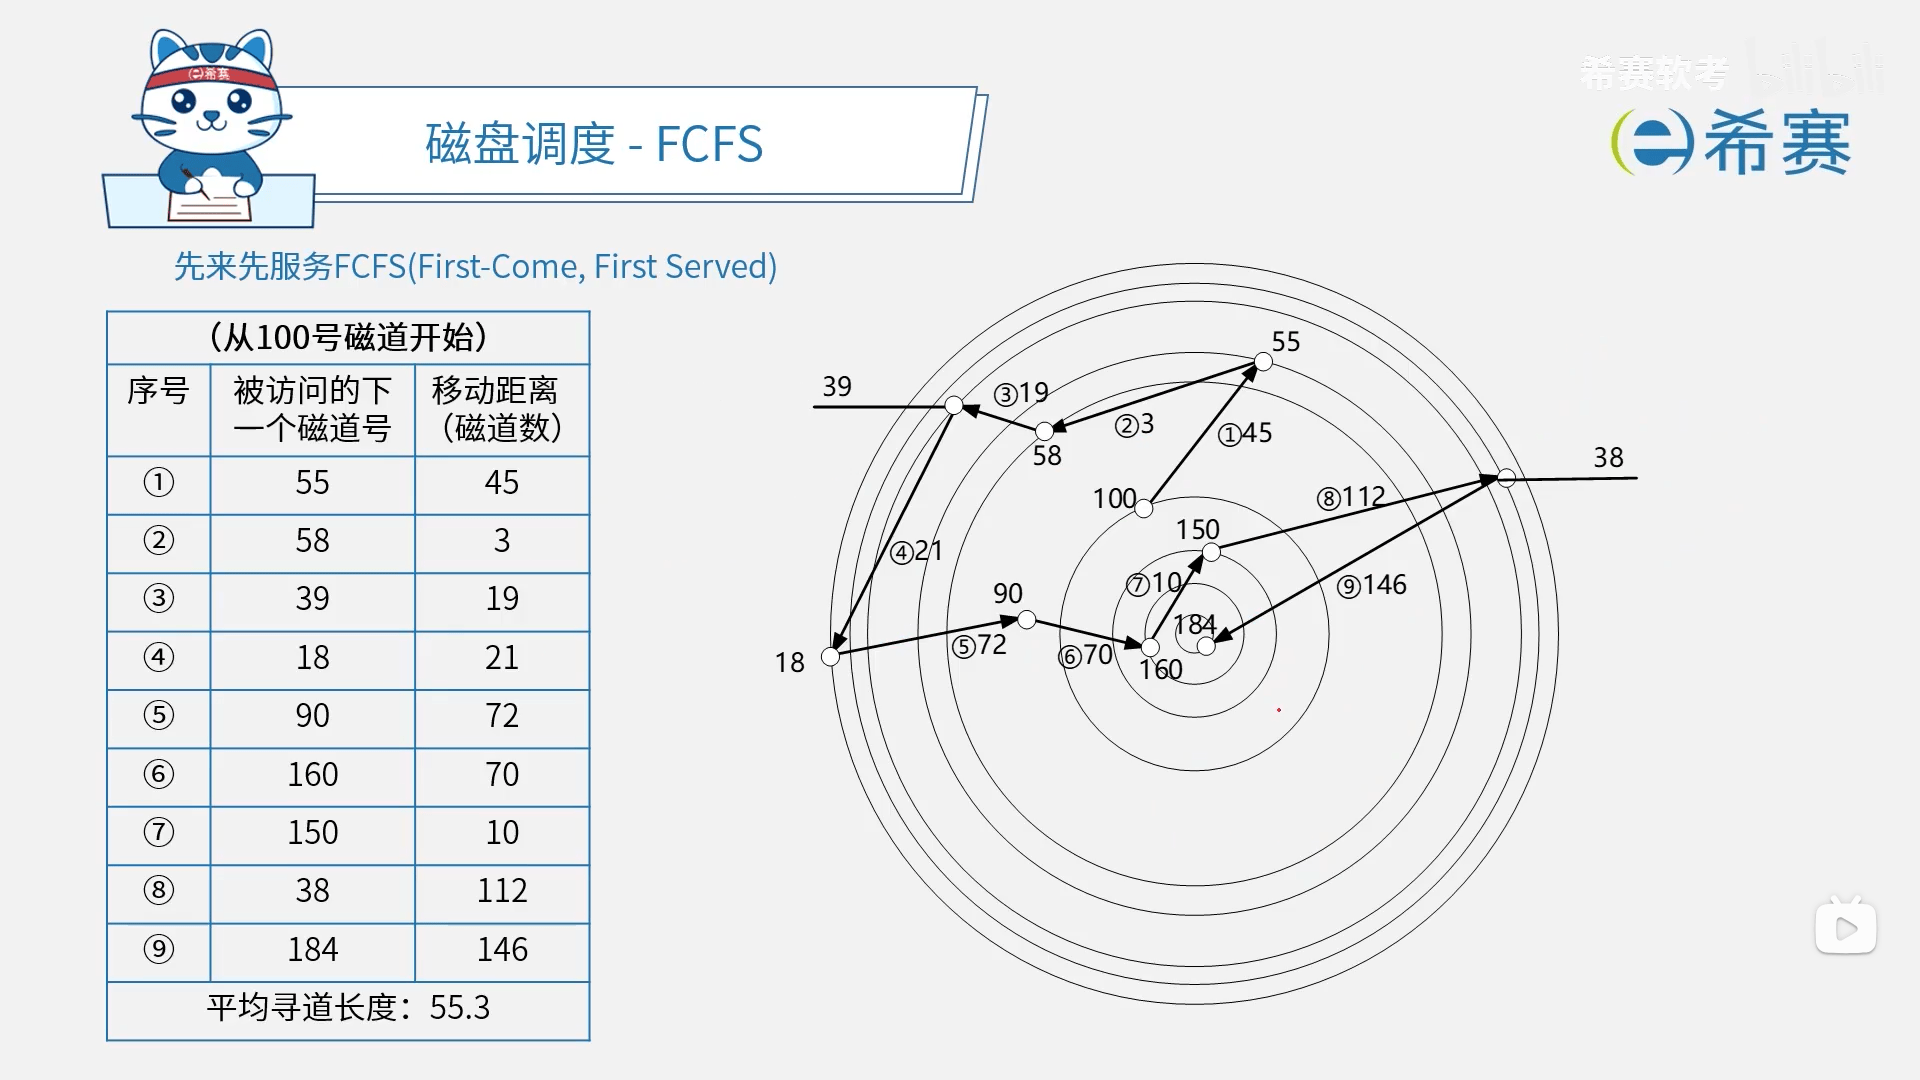 希赛
希赛软考 bilibili
磁盘调度 - FCFS
希赛
先来先服务FCFS(First-Come, First Served)
（从100号磁道开始）
序号 被访问的下一个磁道号 移动距离（磁道数）
① 55 45
② 58 3
③ 39 19
④ 18 21
⑤ 90 72
⑥ 160 70
⑦ 150 10
⑧ 38 112
⑨ 184 146
平均寻道长度：55.3
55
39
③19
②3
①45
58
38
100
⑧112
150
④21
⑦10
⑨146
90
184
⑤72
⑥70
18
160